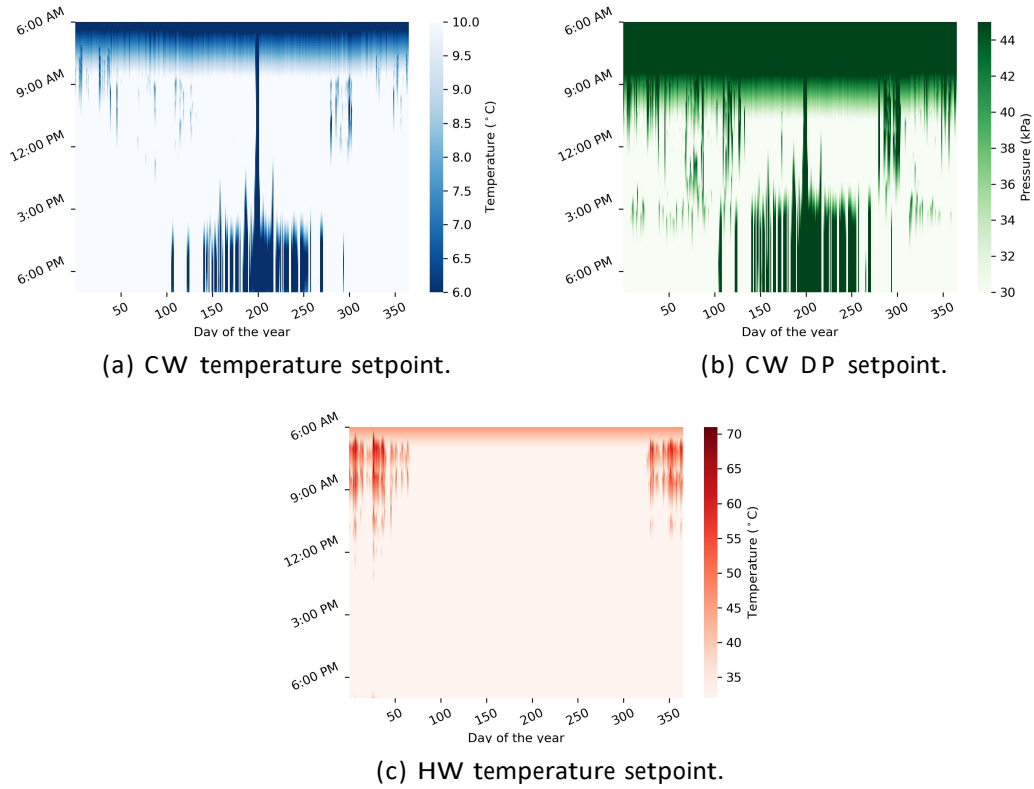 6:00 AM
9:00 AM
12:00 PM
3:00 PM
6:00 PM
50
100
150
200
250
300
350
Day of the year
10.0
9.5
9.0
8.5
8.0
7.5
7.0
6.5
6.0
Temperature (°C)
(a) CW temperature setpoint.
6:00 AM
9:00 AM
12:00 PM
3:00 PM
6:00 PM
50
100
150
200
250
300
350
Day of the year
44
42
40
38
36
34
32
30
Pressure (kPa)
(b) CW DP setpoint.
6:00 AM
9:00 AM
12:00 PM
3:00 PM
6:00 PM
50
100
150
200
250
300
350
Day of the year
70
65
60
55
50
45
40
35
Temperature (°C)
(c) HW temperature setpoint.